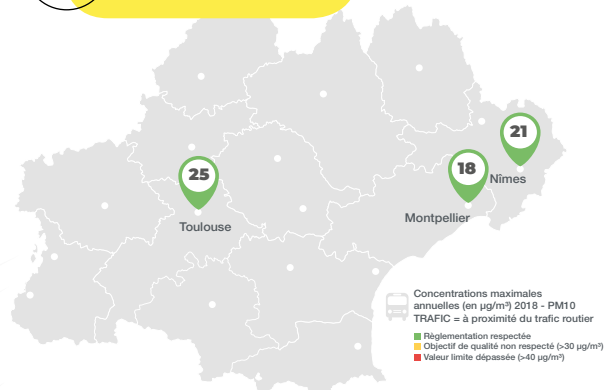 21
18
Nîmes
25
Montpellier
Toulouse
Concentrations maximales
annuelles (en µg/m³) 2018 - PM10
TRAFIC = à proximité du trafic routier
Règlementation respectée
Objectif de qualité non respecté (>30 µg/m³)
Valeur limite dépassée (>40 µg/m³)